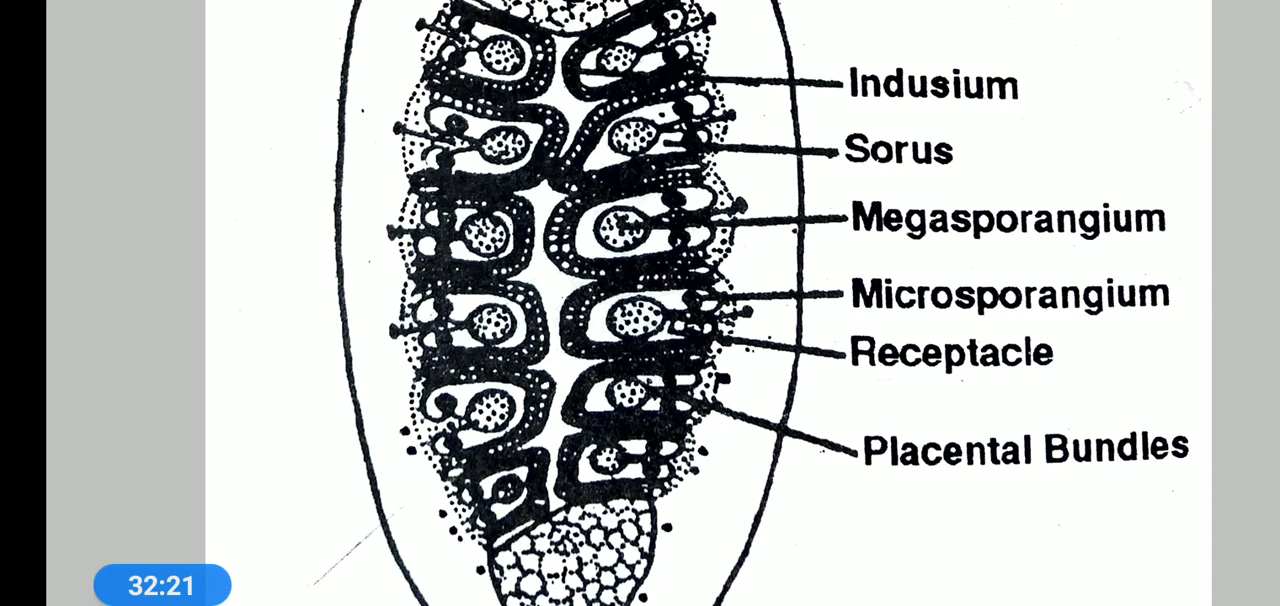 Indusium
Sorus
Megasporangium
Microsporangium
Receptacle
Placental Bundles
32:21